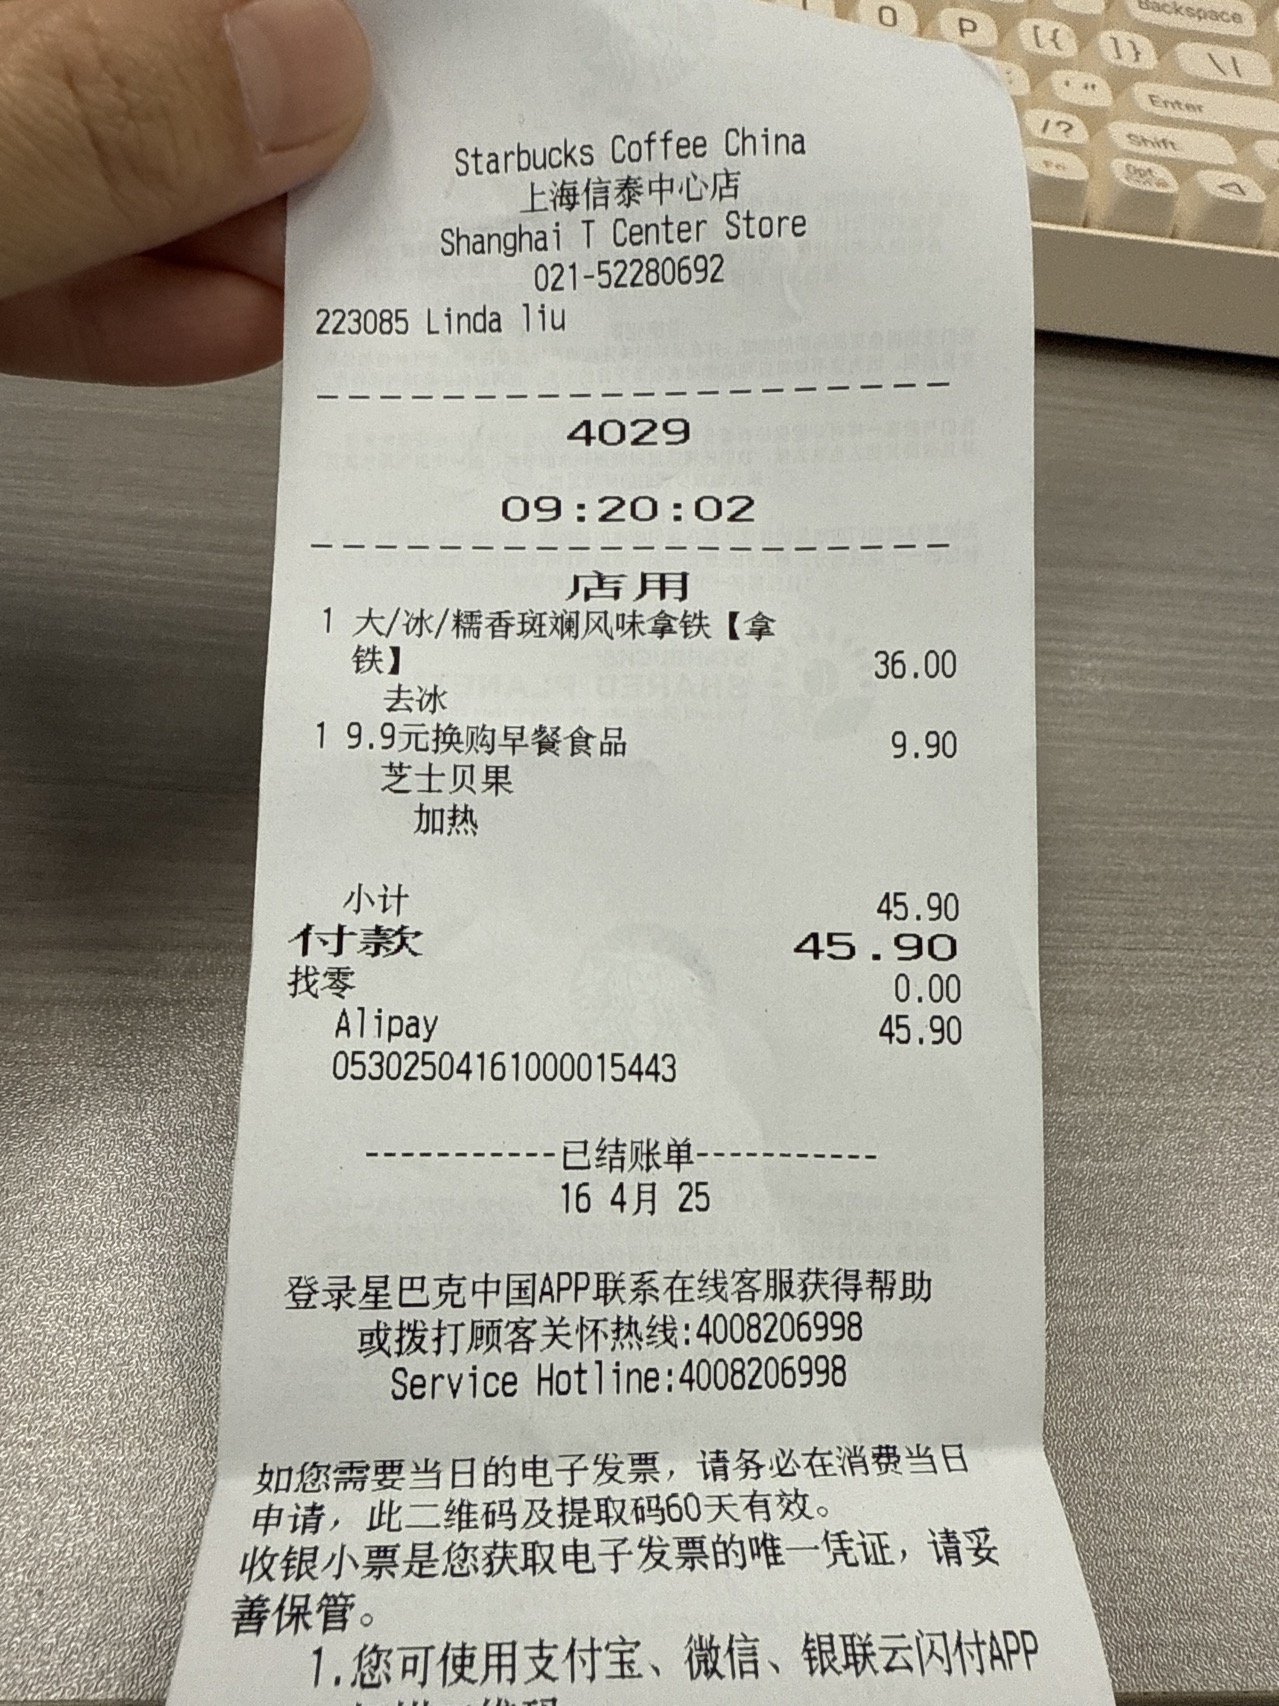 Backspace
O
P
[{
]}
\|
Enter
/?
Shift
Fn
Opt
Starbucks Coffee China
上海信泰中心店
Shanghai T Center Store
021-52280692
223085 Linda liu
4029
09:20:02
店用
1 大/冰/糯香斑斓风味拿铁【拿
铁】 36.00
去冰
1 9.9元换购早餐食品 9.90
芝士贝果
加热
小计 45.90
付款 45.90
找零 0.00
Alipay 45.90
05302504161000015443
-----------已结账单-----------
16 4月 25
登录星巴克中国APP联系在线客服获得帮助
或拨打顾客关怀热线:4008206998
Service Hotline:4008206998
如您需要当日的电子发票，请务必在消费当日
申请，此二维码及提取码60天有效。
收银小票是您获取电子发票的唯一凭证，请妥
善保管。
1.您可使用支付宝、微信、银联云闪付APP